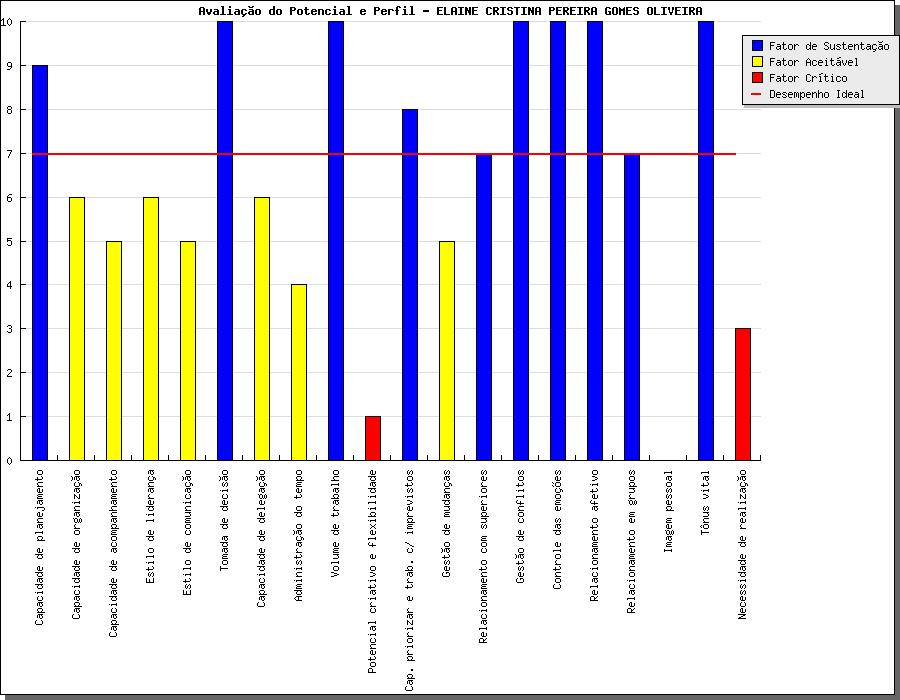 Avaliação do Potencial e Perfil - ELAINE CRISTINA PEREIRA GOMES OLIVEIRA
Fator de Sustentação
Fator Aceitável
Fator Crítico
Desempenho Ideal
10
9
8
7
6
5
4
3
2
1
0
Capacidade de planejamento
Capacidade de organização
Capacidade de acompanhamento
Estilo de liderança
Estilo de comunicação
Tomada de decisão
Capacidade de delegação
Administração do tempo
Volume de trabalho
Potencial criativo e flexibilidade
Cap. priorizar e trab. c/ imprevistos
Gestão de mudanças
Relacionamento com superiores
Gestão de conflitos
Controle das emoções
Relacionamento afetivo
Relacionamento em grupos
Imagem pessoal
Tônus vital
Necessidade de realização